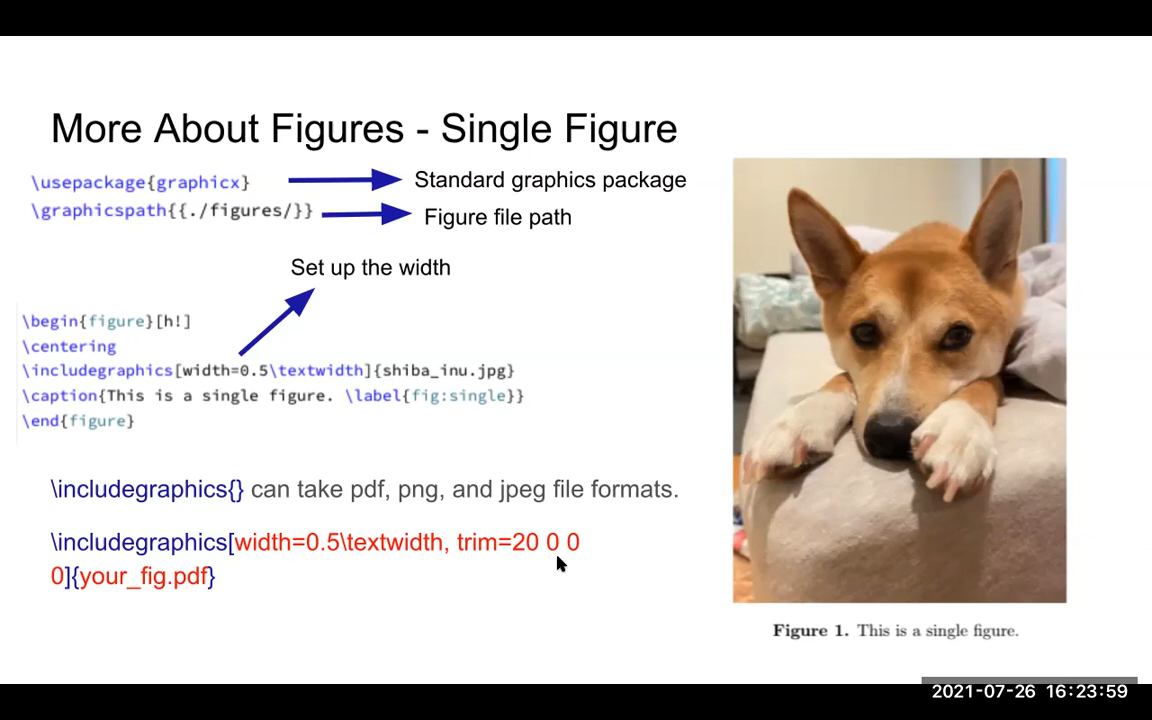 More About Figures - Single Figure
\usepackage{graphicx}
Standard graphics package
\graphicspath{{./figures/}}
Figure file path
Set up the width
\begin{figure}[h!]
\centering
\includegraphics[width=0.5\textwidth]{shiba_inu.jpg}
\caption{This is a single figure. \label{fig:single}}
\end{figure}
\includegraphics{} can take pdf, png, and jpeg file formats.
\includegraphics[width=0.5\textwidth, trim=20 0 0
0]{your_fig.pdf}
Figure 1. This is a single figure.
2021-07-26 16:23:59